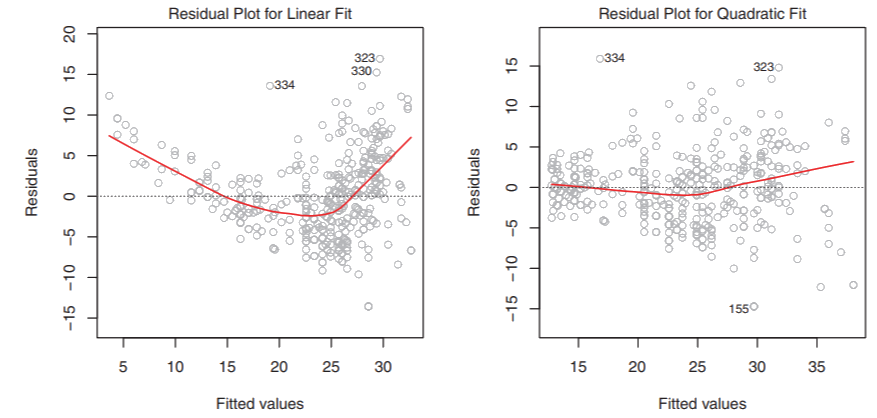 Residual Plot for Linear Fit
20
15
10
5
0
−5
−10
−15
Residuals
323
330
334
5 10 15 20 25 30
Fitted values
Residual Plot for Quadratic Fit
15
10
5
0
−5
−10
−15
Residuals
334
323
155
15 20 25 30 35
Fitted values